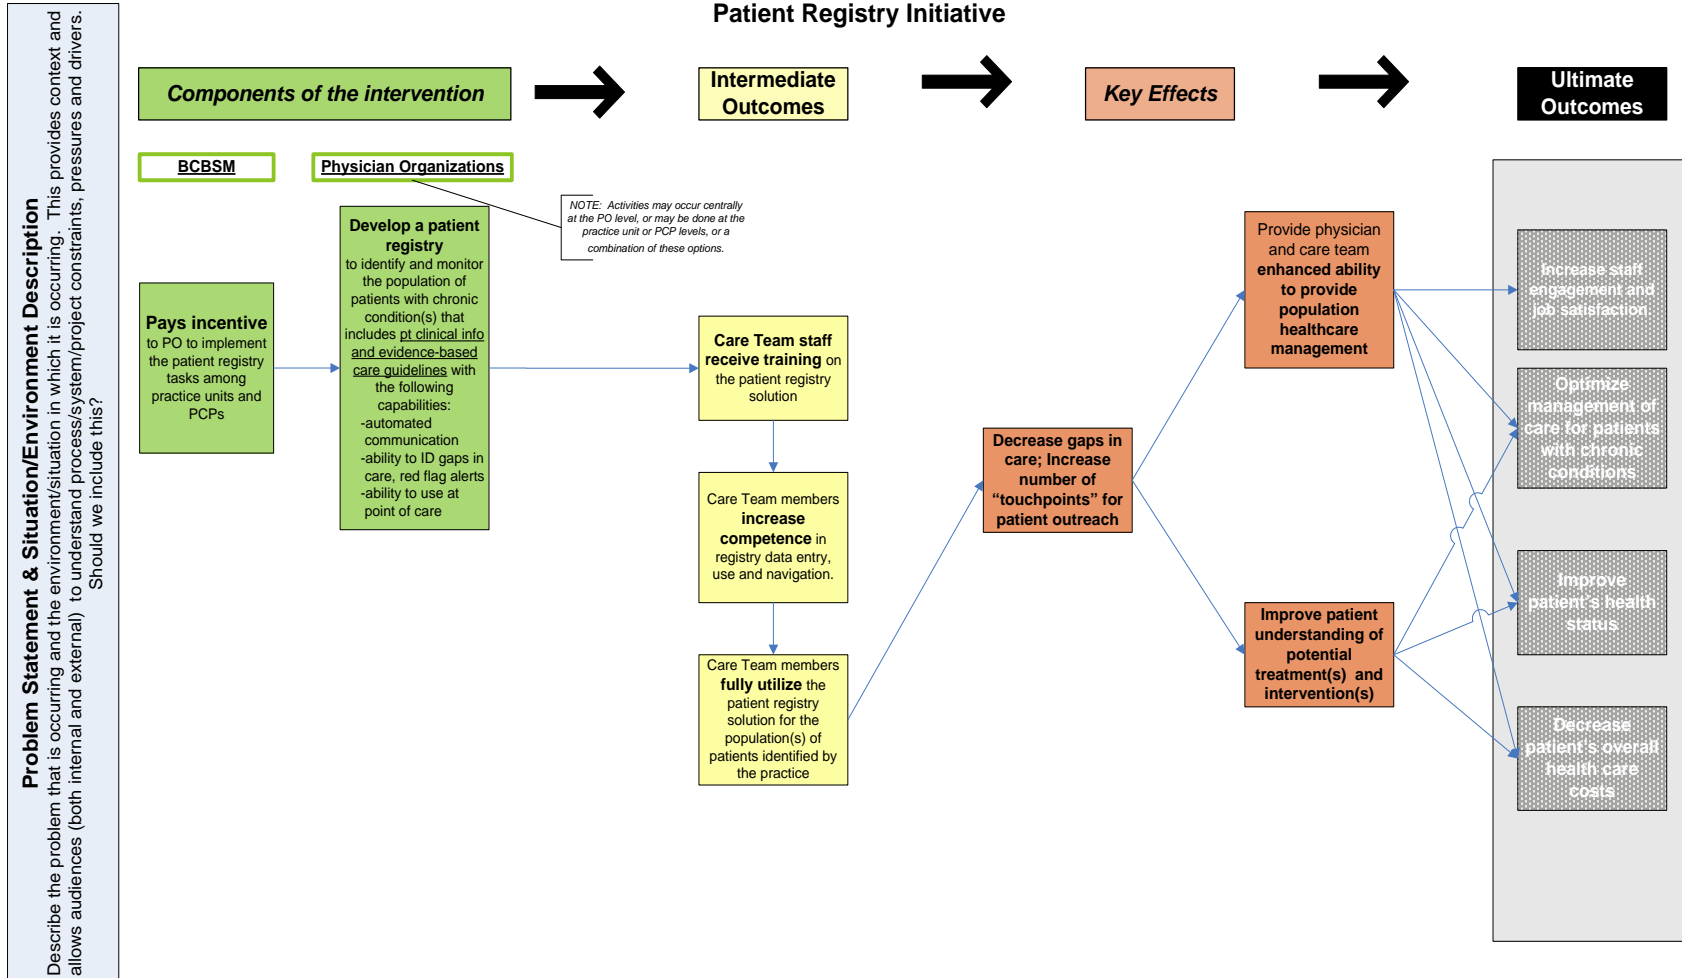 Patient Registry Initiative
Problem Statement & Situation/Environment Description
Describe the problem that is occurring and the environment/situation in which it is occurring.  This provides context and
allows audiences (both internal and external)  to understand process/system/project constraints, pressures and drivers.
Should we include this?
Components of the intervention
Intermediate
Outcomes
Key Effects
Ultimate
Outcomes
BCBSM
Physician Organizations
NOTE:  Activities may occur centrally
at the PO level, or may be done at the
practice unit or PCP levels, or a
combination of these options.
Pays incentive
to PO to implement
the patient registry
tasks among
practice units and
PCPs
Develop a patient
registry
to identify and monitor
the population of
patients with chronic
condition(s) that
includes pt clinical info
and evidence-based
care guidelines with
the following
capabilities:
-automated
communication
-ability to ID gaps in
care, red flag alerts
-ability to use at
point of care
Care Team staff
receive training on
the patient registry
solution
Care Team members
increase
competence in
registry data entry,
use and navigation.
Care Team members
fully utilize the
patient registry
solution for the
population(s) of
patients identified by
the practice
Decrease gaps in
care; Increase
number of
“touchpoints” for
patient outreach
Provide physician
and care team
enhanced ability
to provide
population
healthcare
management
Improve patient
understanding of
potential
treatment(s)  and
intervention(s)
Increase staff
engagement and
job satisfaction
Optimize
management of
care for patients
with chronic
conditions
Improve
patient’s health
status
Decrease
patient’s overall
health care
costs